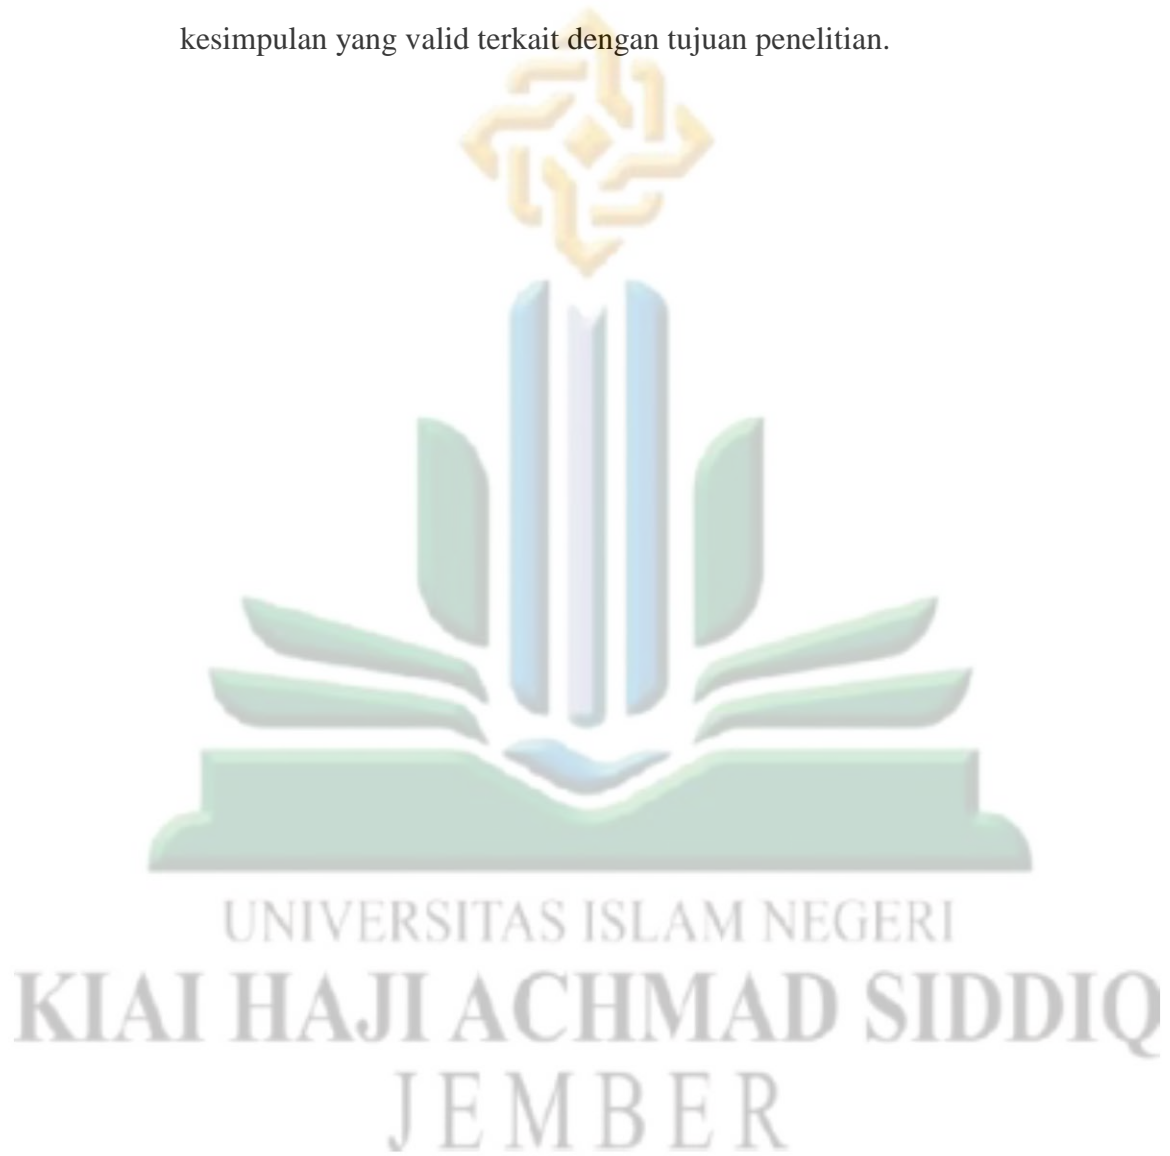 kesimpulan yang valid terkait dengan tujuan penelitian.
UNIVERSITAS ISLAM NEGERI
KIAI HAJI ACHMAD SIDDIQ
JEMBER